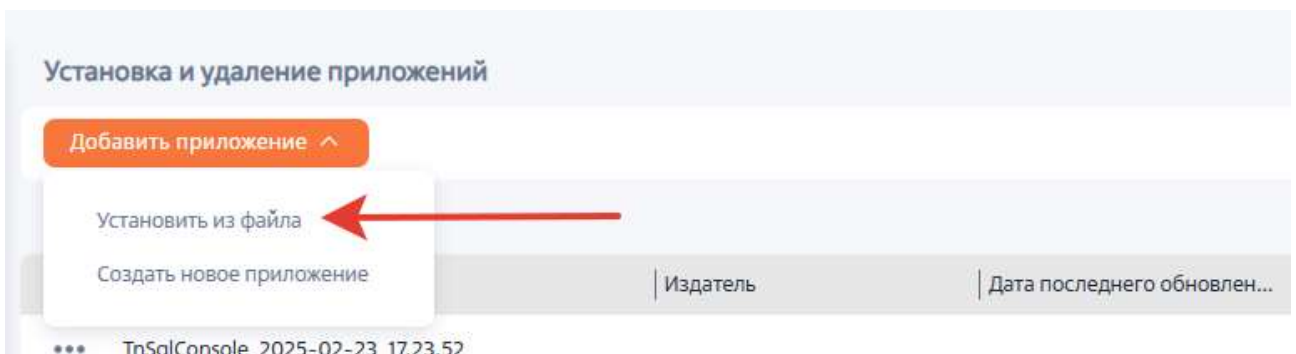 Установка и удаление приложений
Добавить приложение
Установить из файла
Создать новое приложение
Издатель
Дата последнего обновлен...
TnSqlConsole_2025-02-23_17.23.52